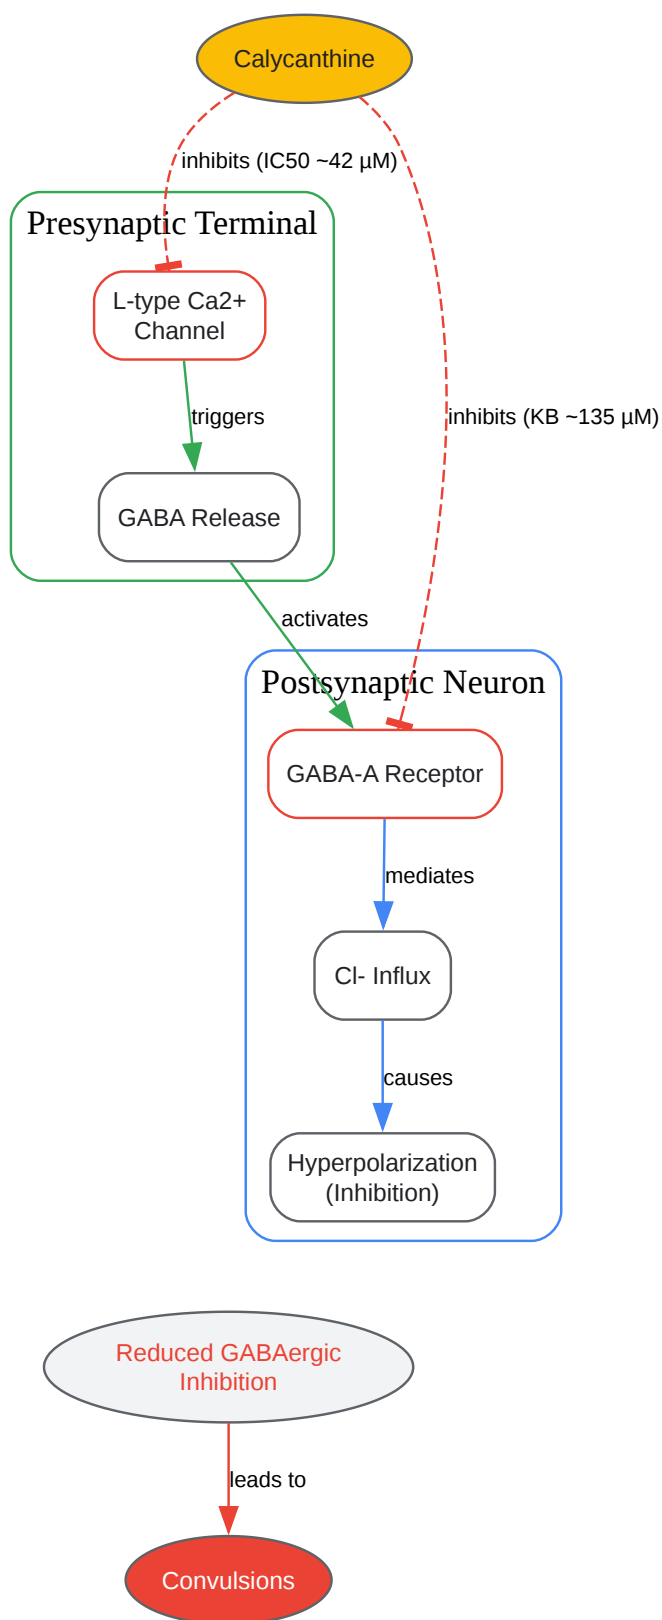 Calycanthine
inhibits (IC50 ~42 µM)
Presynaptic Terminal
L-type Ca2+
Channel
triggers
inhibits (KB ~135 µM)
GABA Release
activates
Postsynaptic Neuron
GABA-A Receptor
mediates
Cl- Influx
causes
Hyperpolarization
(Inhibition)
Reduced GABAergic
Inhibition
leads to
Convulsions